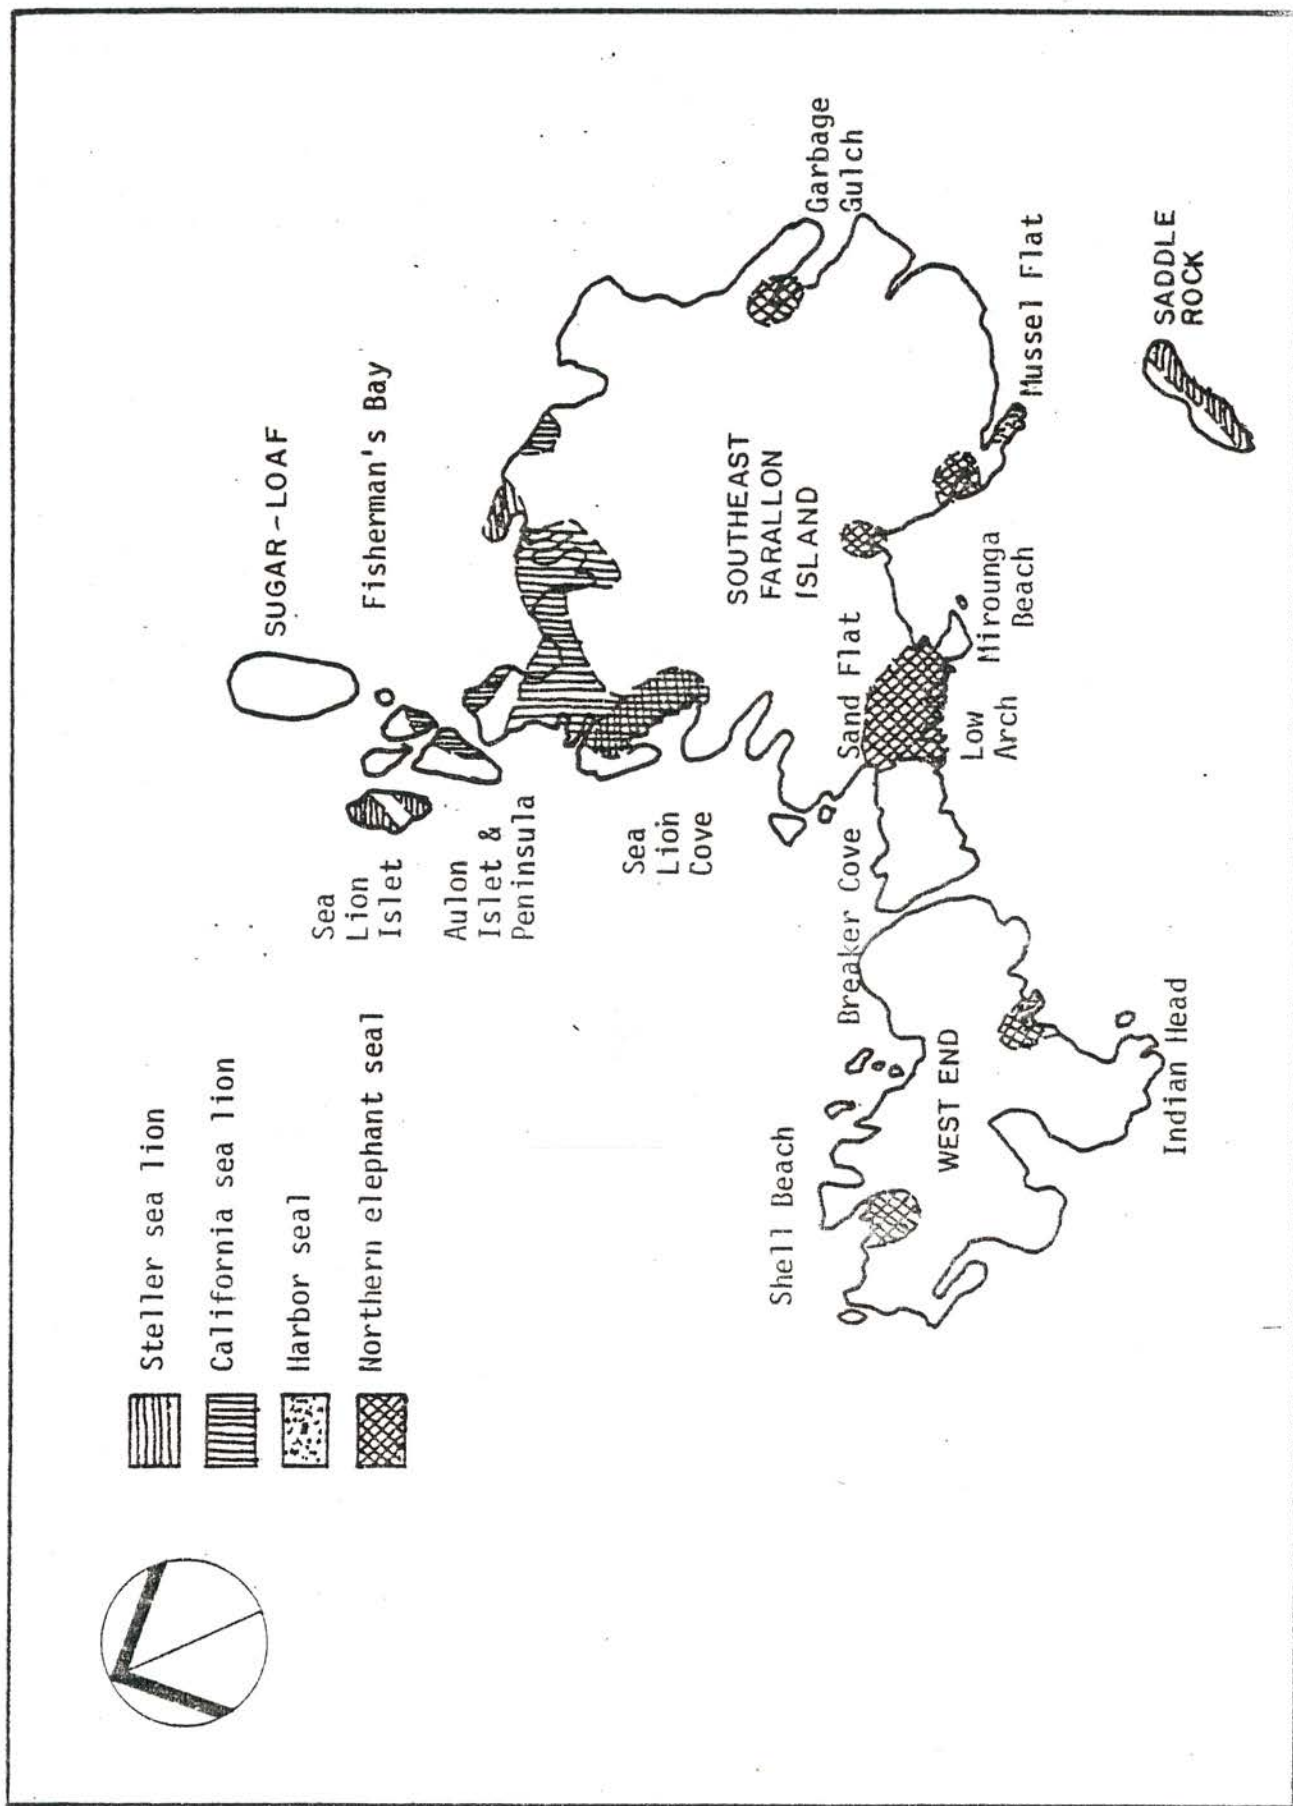 Steller sea lion
California sea lion
Harbor seal
Northern elephant seal
SUGAR-LOAF
Fisherman's Bay
Sea
Lion
Islet
Aulon
Islet &
Peninsula
Sea
Lion
Cove
SOUTHEAST
FARALLON
ISLAND
Garbage
Gulch
Mussel Flat
SADDLE
ROCK
Sand Flat
Mirounga
Beach
Low
Arch
Breaker Cove
Shell Beach
WEST END
Indian Head